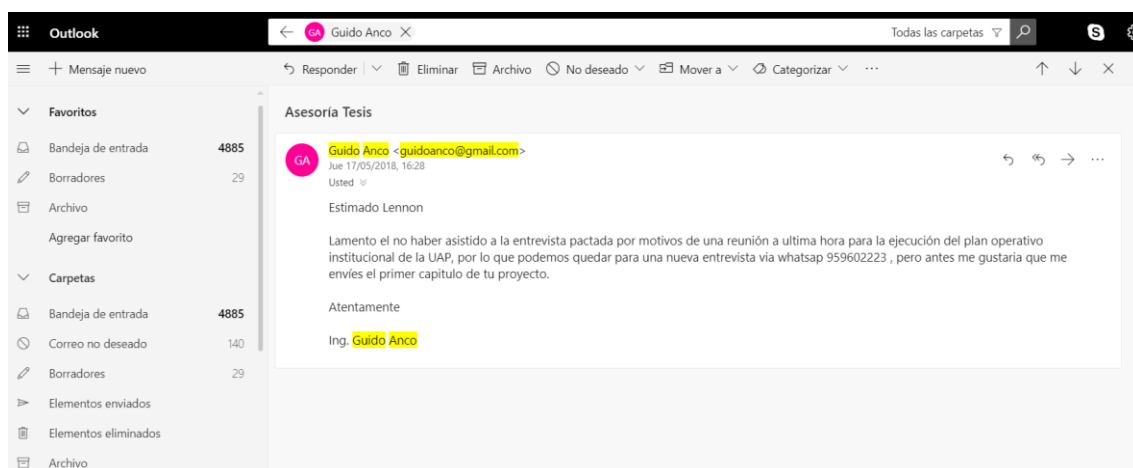 Outlook
GA Guido Anco
Todas las carpetas
Mensaje nuevo
Responder
Eliminar
Archivo
No deseado
Mover a
Categorizar
Favoritos
Bandeja de entrada 4885
Borradores 29
Archivo
Agregar favorito
Carpetas
Bandeja de entrada 4885
Correo no deseado 140
Borradores 29
Elementos enviados
Elementos eliminados
Archivo
Asesoría Tesis
GA
Guido Anco <guidoanco@gmail.com>
Jue 17/05/2018, 16:28
Usted
Estimado Lennon
Lamento el no haber asistido a la entrevista pactada por motivos de una reunión a ultima hora para la ejecución del plan operativo
institucional de la UAP, por lo que podemos quedar para una nueva entrevista via whatsap 959602223 , pero antes me gustaria que me
envíes el primer capitulo de tu proyecto.
Atentamente
Ing. Guido Anco